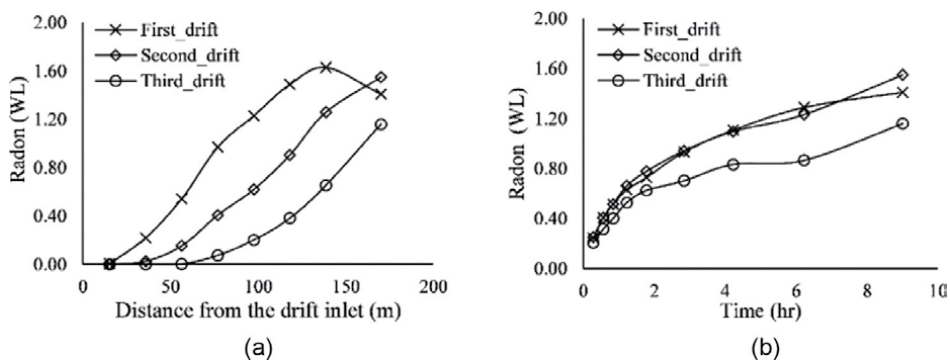 2.00
1.60
1.20
0.80
0.40
0.00
Radon (WL)
First_drift
Second_drift
Third_drift
0 50 100 150 200
Distance from the drift inlet (m)
(a)
2.00
1.60
1.20
0.80
0.40
0.00
Radon (WL)
First_drift
Second_drift
Third_drift
0 2 4 6 8 10
Time (hr)
(b)